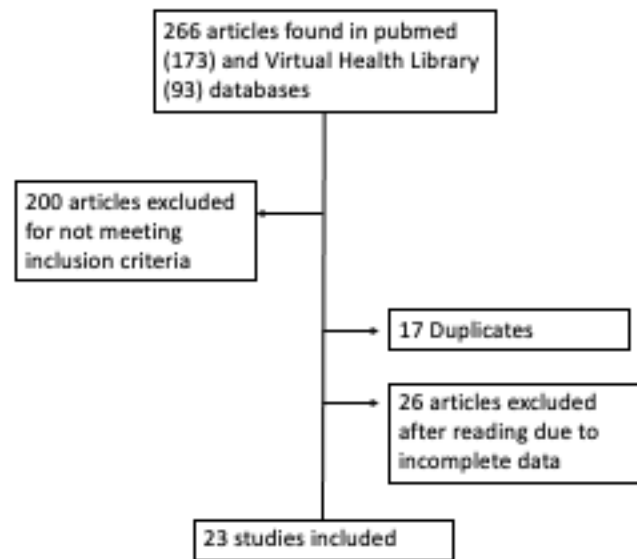 266 articles found in pubmed
(173) and Virtual Health Library
(93) databases
200 articles excluded
for not meeting
inclusion criteria
17 Duplicates
26 articles excluded
after reading due to
incomplete data
23 studies included